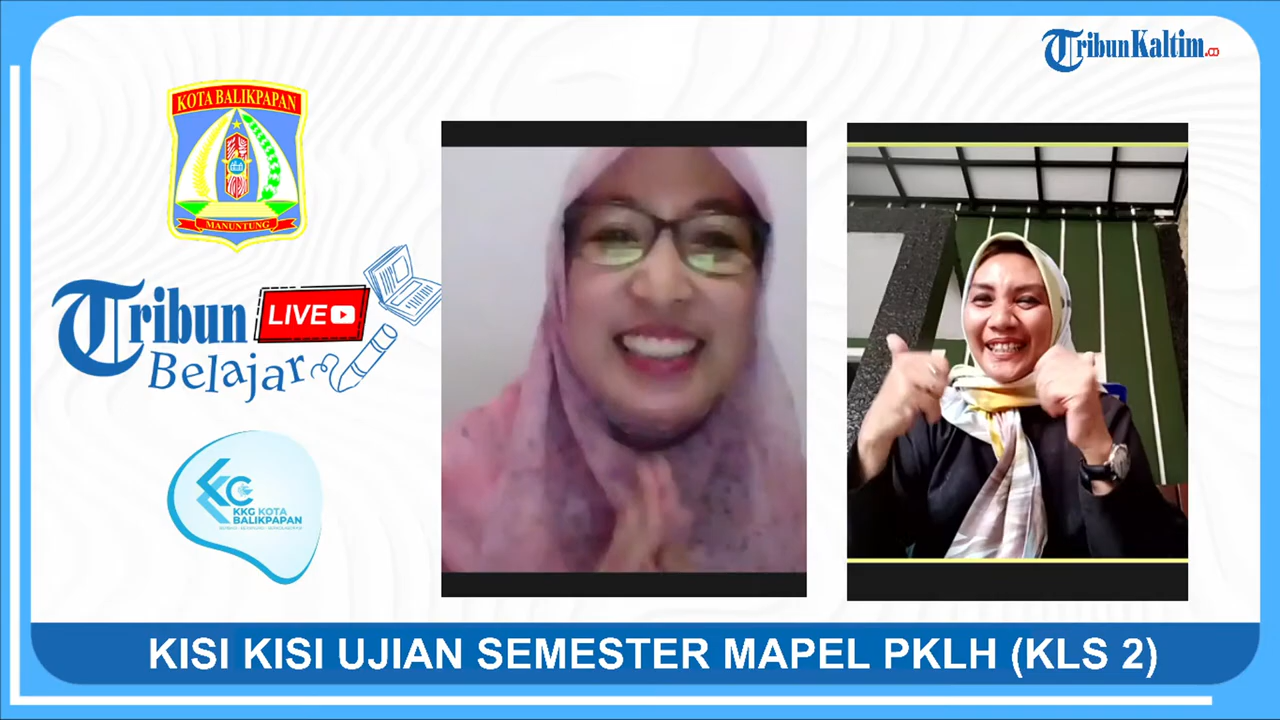 TribunKaltim.co
KOTA BALIKPAPAN
MANUNTUNG
Tribun
LIVE
Belajar
KKG KOTA
BALIKPAPAN
KISI KISI UJIAN SEMESTER MAPEL PKLH (KLS 2)